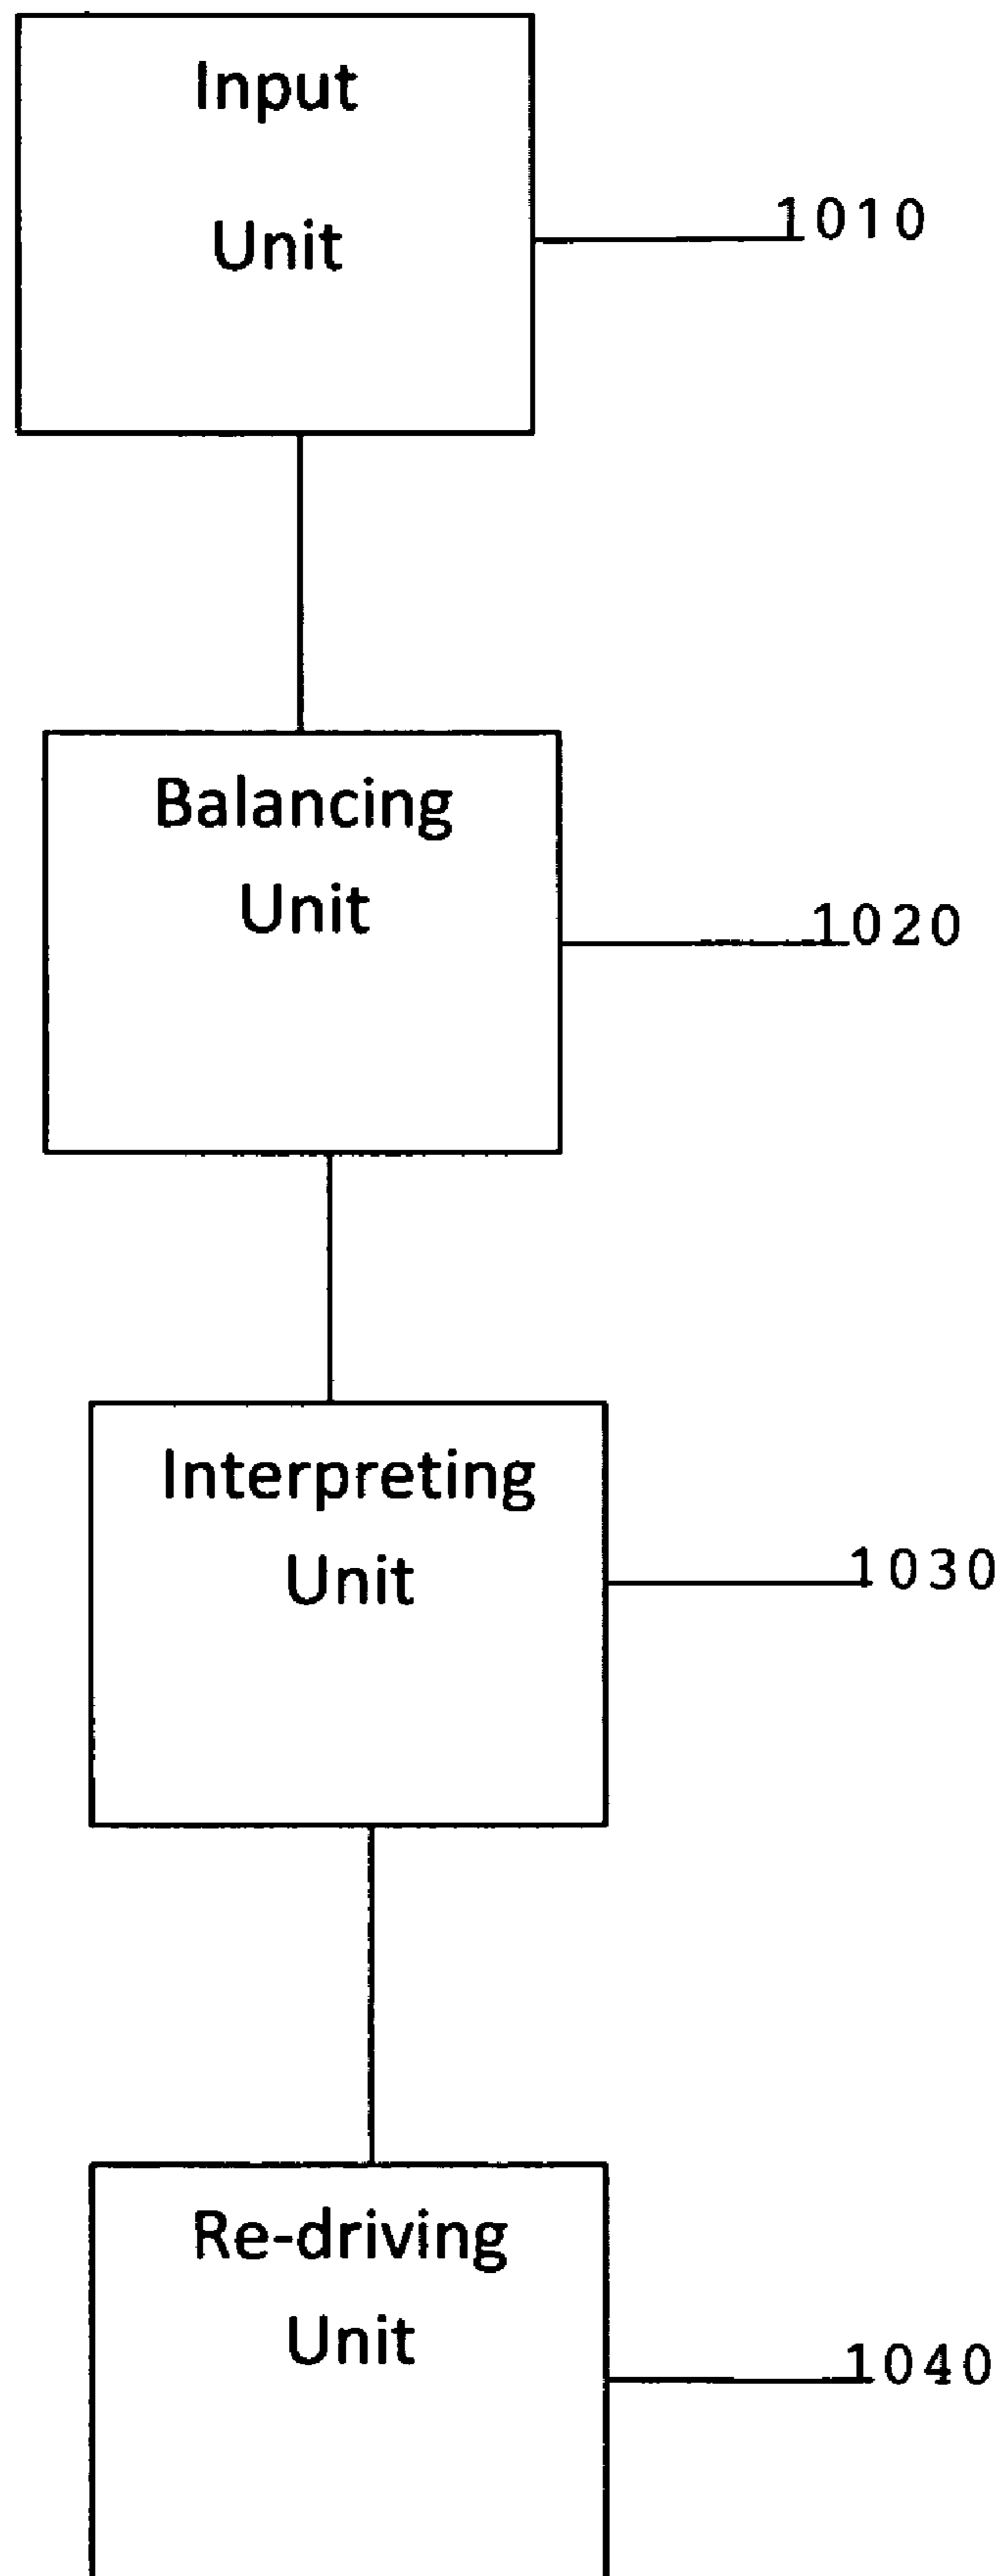 Input
Unit
1010
Balancing
Unit
1020
Interpreting
Unit
1030
Re-driving
Unit
1040